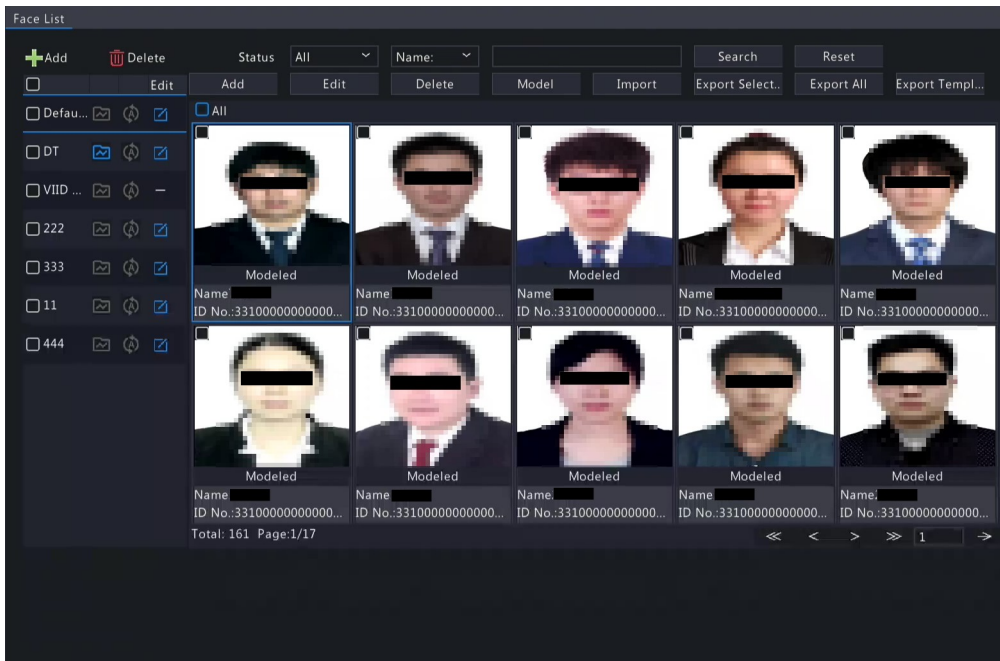 Face List
Add Delete Status All Name: Search Reset
Edit Add Edit Delete Model Import Export Select.. Export All Export Templ...
Defau... All
DT
VIID ...
222
333
11
444
Modeled Modeled Modeled Modeled Modeled
Name Name Name Name Name
ID No.:33100000000000... ID No.:33100000000000... ID No.:33100000000000... ID No.:33100000000000... ID No.:33100000000000...
Modeled Modeled Modeled Modeled Modeled
Name Name Name. Name Name.
ID No.:33100000000000... ID No.:33100000000000... ID No.:33100000000000... ID No.:33100000000000... ID No.:33100000000000...
Total: 161 Page:1/17 1